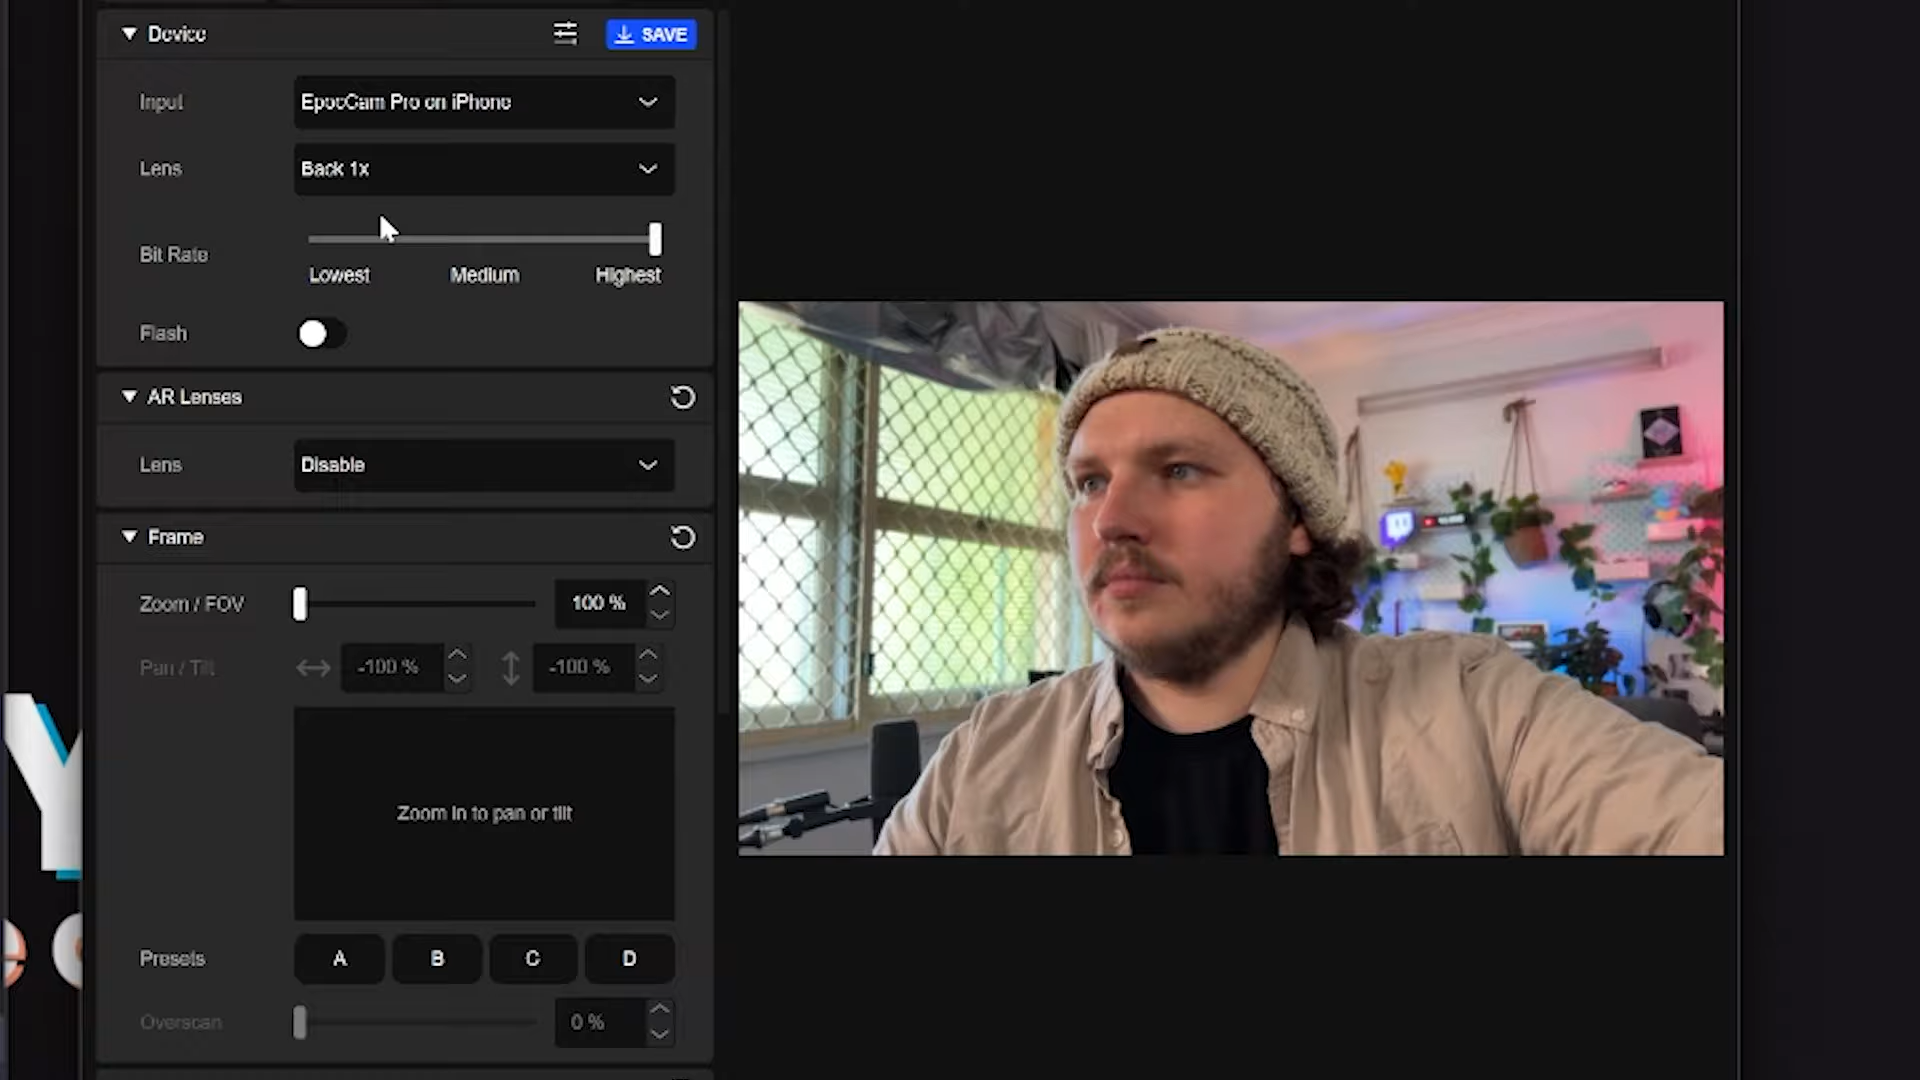 Device
SAVE
Input
EpocCam Pro on iPhone
Lens
Back 1x
Bit Rate
Lowest
Medium
Highest
Flash
AR Lenses
Lens
Disable
Frame
Zoom / FOV
100 %
Pan / Tilt
-100 %
-100 %
Zoom in to pan or tilt
Presets
A
B
C
D
Overscan
0 %
Y
e